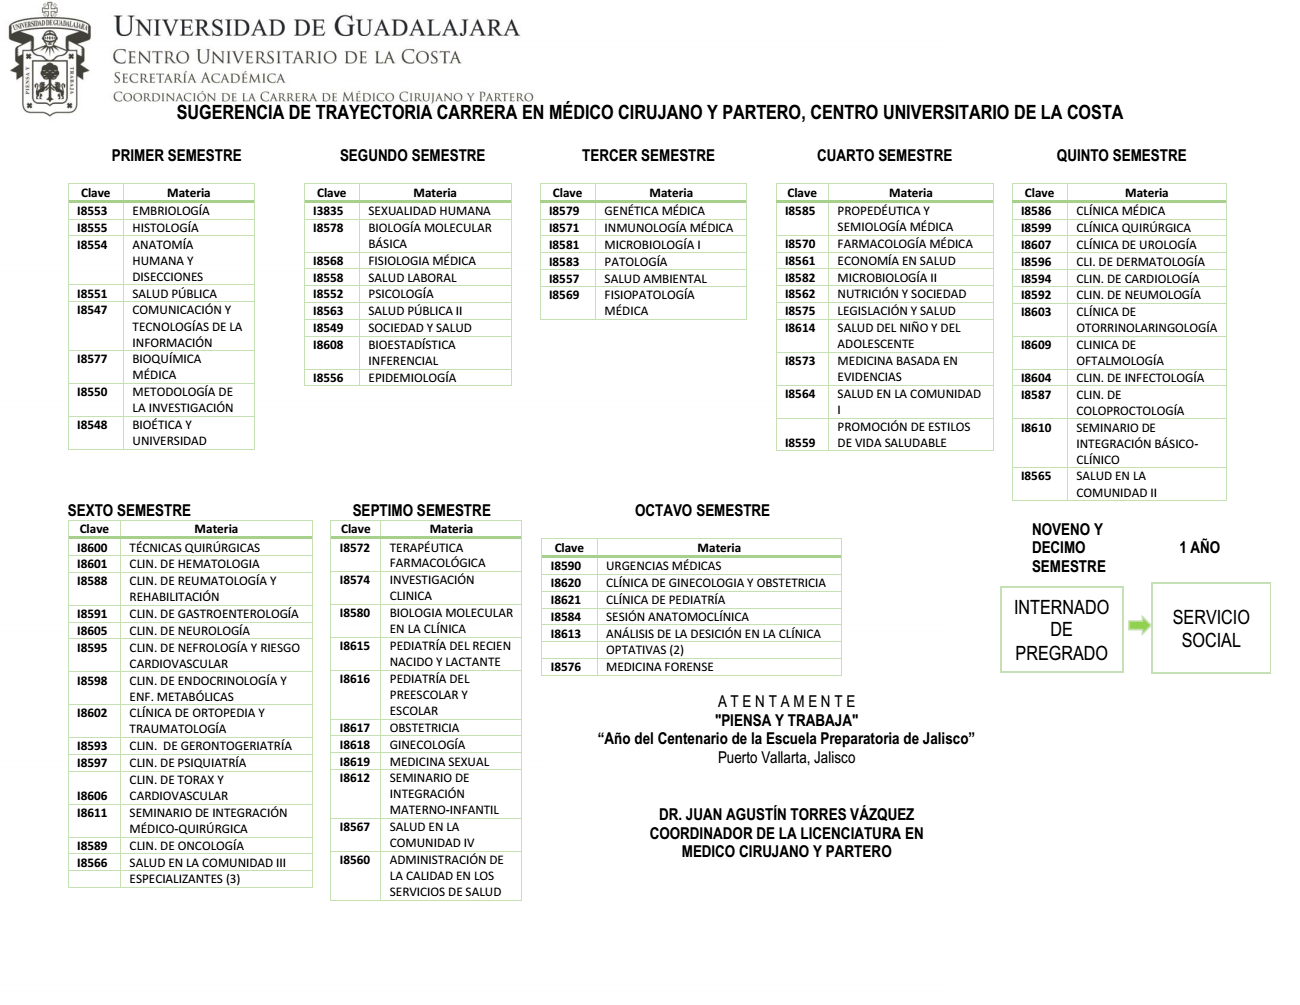 UNIVERSIDAD DE GUADALAJARA
CENTRO UNIVERSITARIO DE LA COSTA
SECRETARÍA ACADÉMICA
COORDINACIÓN DE LA CARRERA DE MÉDICO CIRUJANO Y PARTERO
SUGERENCIA DE TRAYECTORIA CARRERA EN MÉDICO CIRUJANO Y PARTERO, CENTRO UNIVERSITARIO DE LA COSTA
PRIMER SEMESTRE
Clave Materia
I8553 EMBRIOLOGÍA
I8555 HISTOLOGÍA
I8554 ANATOMÍA
HUMANA Y
DISECCIONES
I8551 SALUD PÚBLICA
I8547 COMUNICACIÓN Y
TECNOLOGÍAS DE LA
INFORMACIÓN
I8577 BIOQUÍMICA
MÉDICA
I8550 METODOLOGÍA DE
LA INVESTIGACIÓN
I8548 BIOÉTICA Y
UNIVERSIDAD
SEGUNDO SEMESTRE
Clave Materia
I3835 SEXUALIDAD HUMANA
I8578 BIOLOGÍA MOLECULAR
BÁSICA
I8568 FISIOLOGIA MÉDICA
I8558 SALUD LABORAL
I8552 PSICOLOGÍA
I8563 SALUD PÚBLICA II
I8549 SOCIEDAD Y SALUD
I8608 BIOESTADÍSTICA
INFERENCIAL
I8556 EPIDEMIOLOGÍA
TERCER SEMESTRE
Clave Materia
I8579 GENÉTICA MÉDICA
I8571 INMUNOLOGÍA MÉDICA
I8581 MICROBIOLOGÍA I
I8583 PATOLOGÍA
I8557 SALUD AMBIENTAL
I8569 FISIOPATOLOGÍA
MÉDICA
CUARTO SEMESTRE
Clave Materia
I8585 PROPEDÉUTICA Y
SEMIOLOGÍA MÉDICA
I8570 FARMACOLOGÍA MÉDICA
I8561 ECONOMÍA EN SALUD
I8582 MICROBIOLOGÍA II
I8562 NUTRICIÓN Y SOCIEDAD
I8575 LEGISLACIÓN Y SALUD
I8614 SALUD DEL NIÑO Y DEL
ADOLESCENTE
I8573 MEDICINA BASADA EN
EVIDENCIAS
I8564 SALUD EN LA COMUNIDAD
I
PROMOCIÓN DE ESTILOS
I8559 DE VIDA SALUDABLE
QUINTO SEMESTRE
Clave Materia
I8586 CLÍNICA MÉDICA
I8599 CLÍNICA QUIRÚRGICA
I8607 CLÍNICA DE UROLOGÍA
I8596 CLI. DE DERMATOLOGÍA
I8594 CLIN. DE CARDIOLOGÍA
I8592 CLIN. DE NEUMOLOGÍA
I8603 CLÍNICA DE
OTORRINOLARINGOLOGÍA
I8609 CLINICA DE
OFTALMOLOGÍA
I8604 CLIN. DE INFECTOLOGÍA
I8587 CLIN. DE
COLOPROCTOLOGÍA
I8610 SEMINARIO DE
INTEGRACIÓN BÁSICO-
CLÍNICO
I8565 SALUD EN LA
COMUNIDAD II
SEXTO SEMESTRE
Clave Materia
I8600 TÉCNICAS QUIRÚRGICAS
I8601 CLIN. DE HEMATOLOGIA
I8588 CLIN. DE REUMATOLOGÍA Y
REHABILITACIÓN
I8591 CLIN. DE GASTROENTEROLOGÍA
I8605 CLIN. DE NEUROLOGÍA
I8595 CLIN. DE NEFROLOGÍA Y RIESGO
CARDIOVASCULAR
I8598 CLIN. DE ENDOCRINOLOGÍA Y
ENF. METABÓLICAS
I8602 CLÍNICA DE ORTOPEDIA Y
TRAUMATOLOGÍA
I8593 CLIN. DE GERONTOGERIATRÍA
I8597 CLIN. DE PSIQUIATRÍA
CLIN. DE TORAX Y
I8606 CARDIOVASCULAR
I8611 SEMINARIO DE INTEGRACIÓN
MÉDICO-QUIRÚRGICA
I8589 CLIN. DE ONCOLOGÍA
I8566 SALUD EN LA COMUNIDAD III
ESPECIALIZANTES (3)
SEPTIMO SEMESTRE
Clave Materia
I8572 TERAPÉUTICA
FARMACOLÓGICA
I8574 INVESTIGACIÓN
CLINICA
I8580 BIOLOGIA MOLECULAR
EN LA CLÍNICA
I8615 PEDIATRÍA DEL RECIEN
NACIDO Y LACTANTE
I8616 PEDIATRÍA DEL
PREESCOLAR Y
ESCOLAR
I8617 OBSTETRICIA
I8618 GINECOLOGÍA
I8619 MEDICINA SEXUAL
I8612 SEMINARIO DE
INTEGRACIÓN
MATERNO-INFANTIL
I8567 SALUD EN LA
COMUNIDAD IV
I8560 ADMINISTRACIÓN DE
LA CALIDAD EN LOS
SERVICIOS DE SALUD
OCTAVO SEMESTRE
Clave Materia
I8590 URGENCIAS MÉDICAS
I8620 CLÍNICA DE GINECOLOGIA Y OBSTETRICIA
I8621 CLÍNICA DE PEDIATRÍA
I8584 SESIÓN ANATOMOCLÍNICA
I8613 ANÁLISIS DE LA DESICIÓN EN LA CLÍNICA
OPTATIVAS (2)
I8576 MEDICINA FORENSE
NOVENO Y
DECIMO
SEMESTRE
1 AÑO
INTERNADO
DE
PREGRADO
SERVICIO
SOCIAL
A T E N T A M E N T E
"PIENSA Y TRABAJA"
“Año del Centenario de la Escuela Preparatoria de Jalisco”
Puerto Vallarta, Jalisco
DR. JUAN AGUSTÍN TORRES VÁZQUEZ
COORDINADOR DE LA LICENCIATURA EN
MEDICO CIRUJANO Y PARTERO